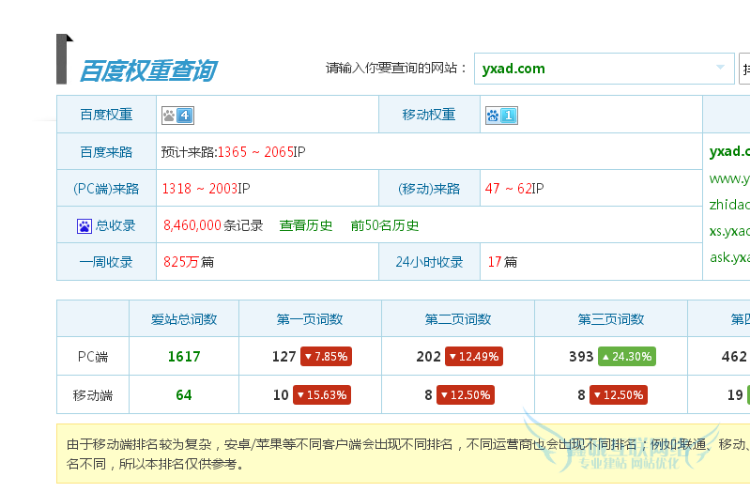 百度权重查询
请输入你要查询的网站： yxad.com
百度权重 4 移动权重 1
百度来路 预计来路:1365 ~ 2065IP
(PC端)来路 1318 ~ 2003IP (移动)来路 47 ~ 62IP
总收录 8,460,000条记录 查看历史 前50名历史
一周收录 825万篇 24小时收录 17篇
yxad.c
www.y
zhidao
xs.yxad
ask.yxa
爱站总词数 第一页词数 第二页词数 第三页词数 第四
PC端 1617 127 ▼7.85% 202 ▼12.49% 393 ▲24.30% 462
移动端 64 10 ▼15.63% 8 ▼12.50% 8 ▼12.50% 19
由于移动端排名较为复杂，安卓/苹果等不同客户端会出现不同排名，不同运营商也会出现不同排名；例如:联通、移动、
名不同，所以本排名仅供参考。
专业建站 网站优化